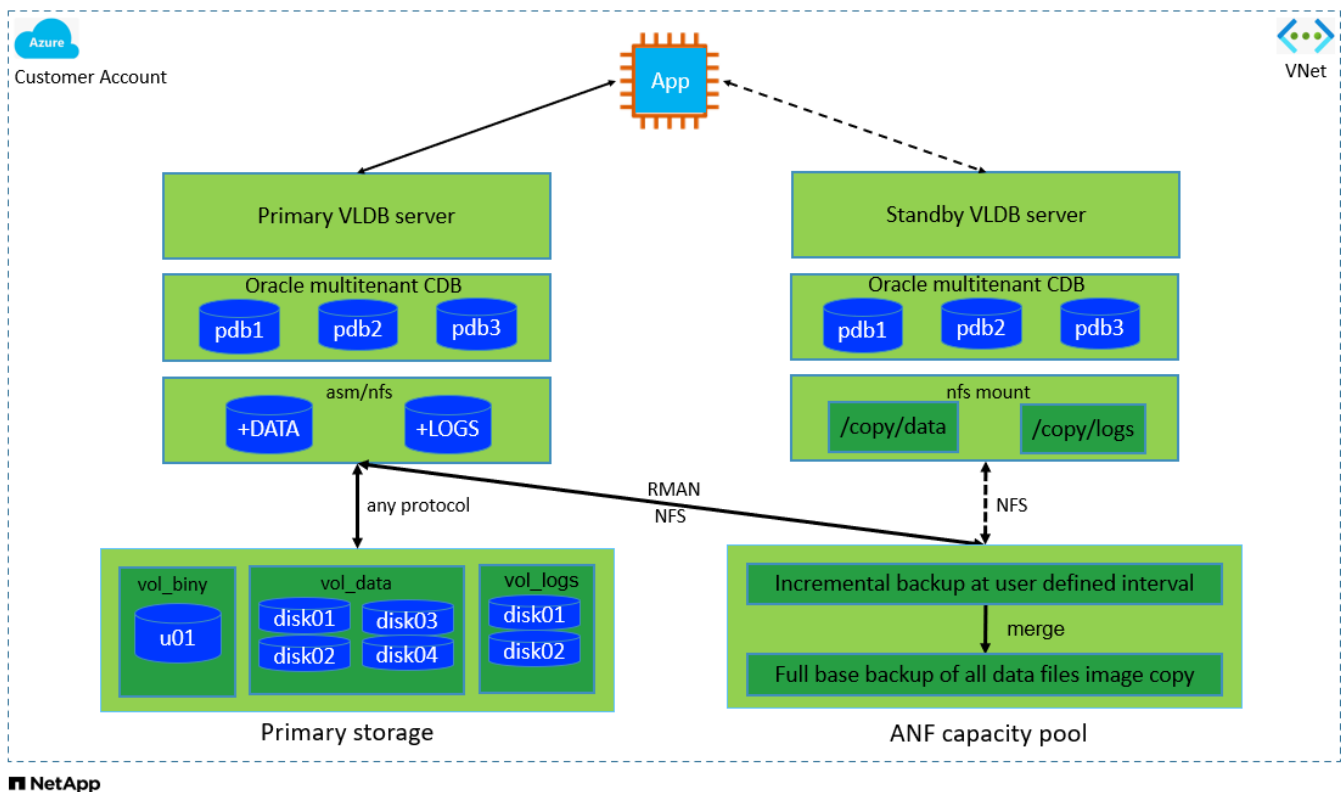 Azure
Customer Account
App
VNet
Primary VLDB server
Standby VLDB server
Oracle multitenant CDB
pdb1
pdb2
pdb3
Oracle multitenant CDB
pdb1
pdb2
pdb3
asm/nfs
+DATA
+LOGS
nfs mount
/copy/data
/copy/logs
any protocol
RMAN
NFS
NFS
vol_biny
u01
vol_data
disk01
disk03
disk02
disk04
vol_logs
disk01
disk02
Incremental backup at user defined interval
merge
Full base backup of all data files image copy
Primary storage
ANF capacity pool
NetApp